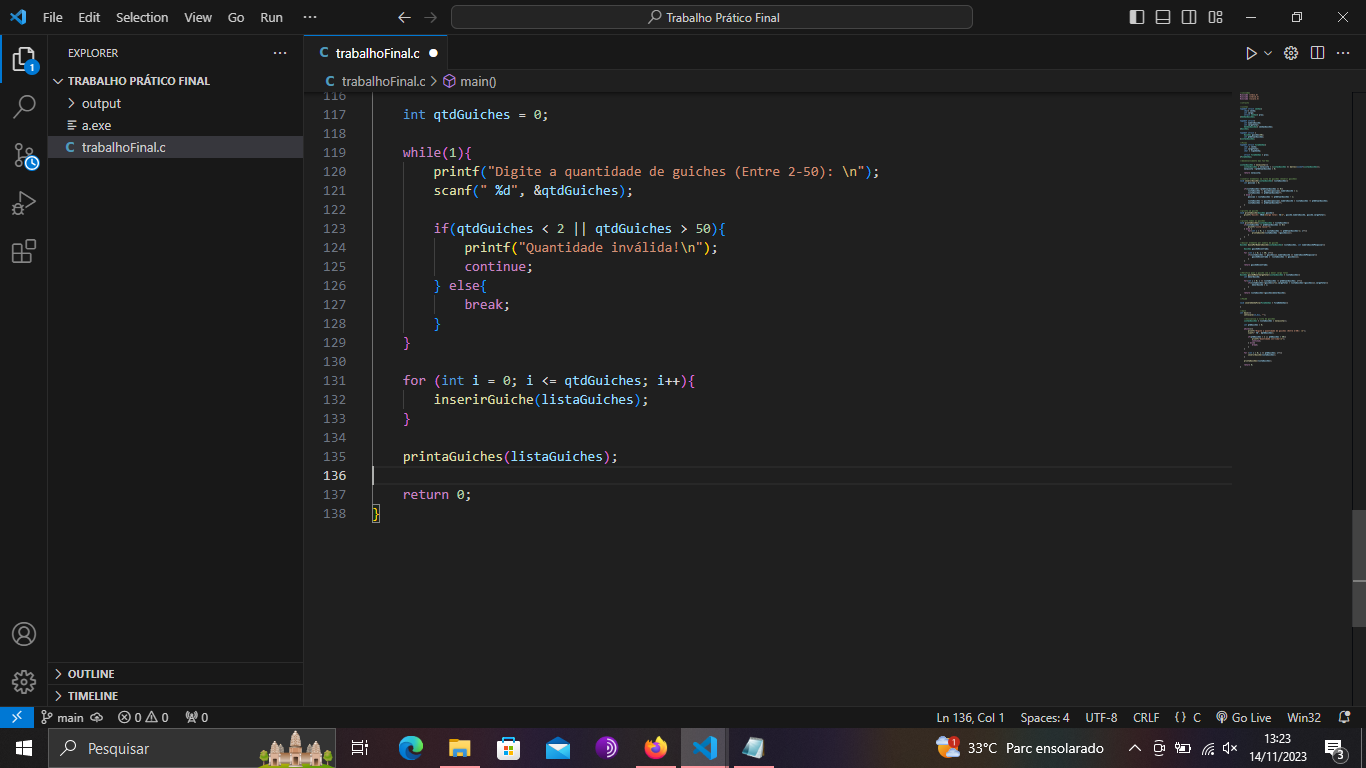 File Edit Selection View Go Run ··· Trabalho Prático Final
EXPLORER ···
TRABALHO PRÁTICO FINAL
output
a.exe
C trabalhoFinal.c
OUTLINE
TIMELINE
1
C trabalhoFinal.c ●
C trabalhoFinal.c > main()
116
117 int qtdGuiches = 0;
118
119 while(1){
120 printf("Digite a quantidade de guiches (Entre 2-50): \n");
121 scanf(" %d", &qtdGuiches);
122
123 if(qtdGuiches < 2 || qtdGuiches > 50){
124 printf("Quantidade inválida!\n");
125 continue;
126 } else{
127 break;
128 }
129 }
130
131 for (int i = 0; i <= qtdGuiches; i++){
132 inserirGuiche(listaGuiches);
133 }
134
135 printaGuiches(listaGuiches);
136
137 return 0;
138 }
main 0 0 0 Ln 136, Col 1 Spaces: 4 UTF-8 CRLF {} C Go Live Win32
Pesquisar 1 33°C Parc ensolarado 13:23
14/11/2023 3